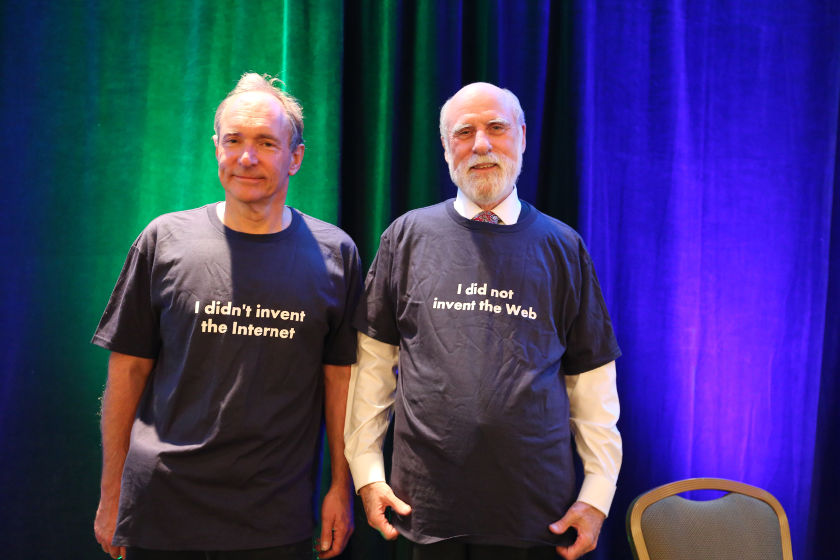 I didn't invent
the Internet
I did not
invent the Web